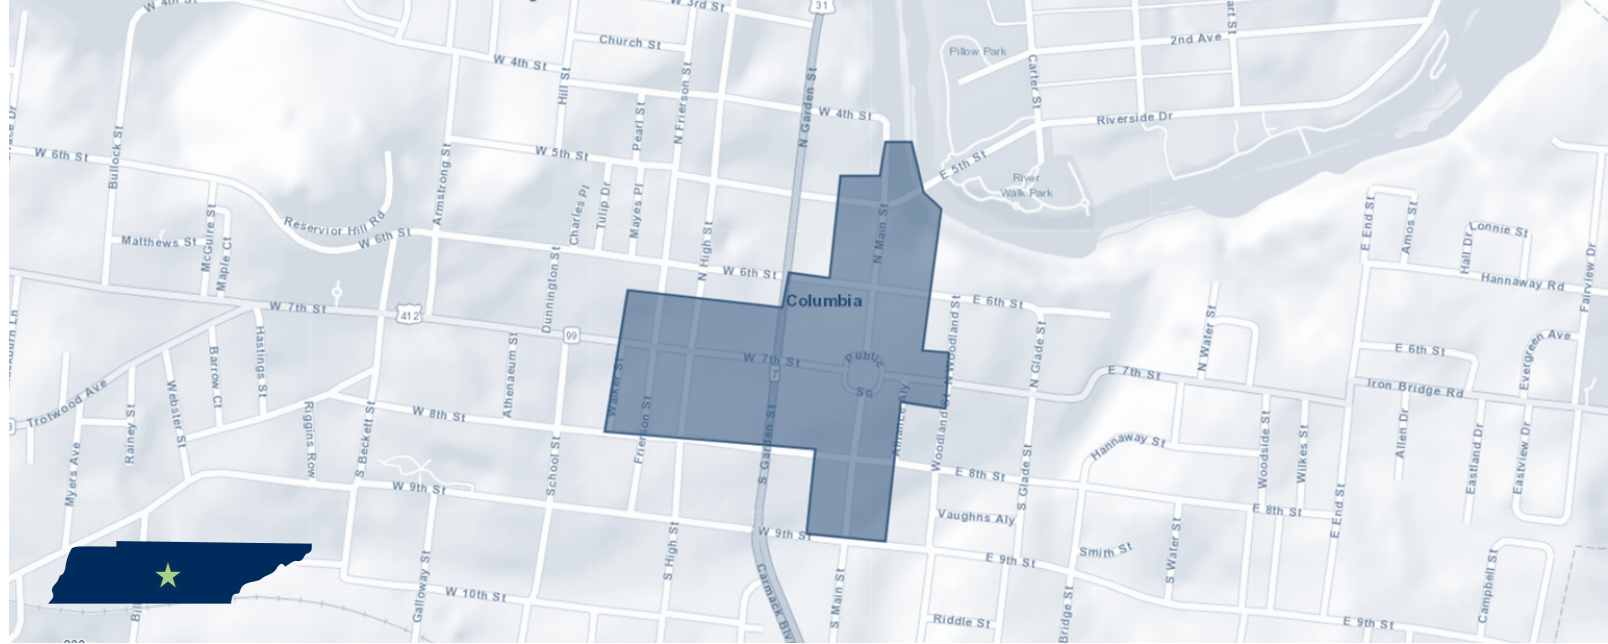 W 4th St
W 3rd St
31
Church St
2nd Ave
art St
Pillow Park
W 4th St
Hill St
N Frierson St
N Garden St
Carter St
Pearl St
W 4th St
Riverside Dr
Bullock St
W 6th St
W 5th St
Armstrong St
E 5th St
River
Walk Park
Charles Pl
Tulip Dr
Mayes Pl
McGuire St
Maple Ct
Reservior Hill Rd
W 6th St
Matthews St
N High St
N Main St
E End St
Amos St
Lonnie St
Hall Dr
Hannaway Rd
Fairview Dr
W 6th St
Dunnington St
Columbia
E 6th St
W 7th St
412
99
N Woodland St
N Glade St
N Water St
E 6th St
Evergreen Ave
Athenaeum St
W 7th St
7
Public
Sq
E 7th St
Iron Bridge Rd
Hastings St
Barrow Ct
Trotwood Ave
Webster St
Rainey St
Walker St
Frierson St
W 8th St
S Garden St
Alliance Aly
Woodland St
Riggins Row
S Beckett St
School St
Hannaway St
Allen Dr
Woodside St
Wilkes St
Eastland Dr
Eastview Dr
Myers Ave
W 9th St
E 8th St
S Glade St
E 8th St
E End St
Vaughns Aly
W 9th St
E 9th St
Smith St
S Water St
S High St
Galloway St
W 10th St
Carmack Blv
S Main St
Riddle St
Bridge St
Campbell St
E 9th St